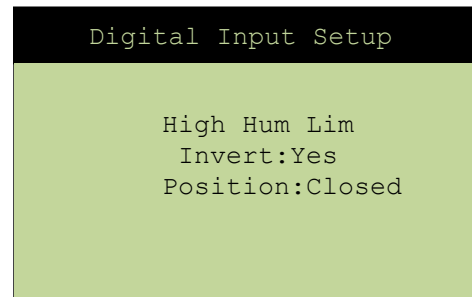 Digital Input Setup
High Hum Lim
Invert:Yes
Position:Closed